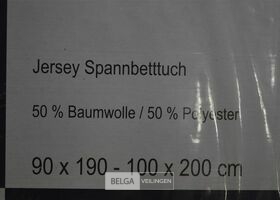 Jersey Spannbetttuch
50 % Baumwolle / 50 % Polyester
90 x 190 - 100 x 200 cm
BELGA
VEILINGEN